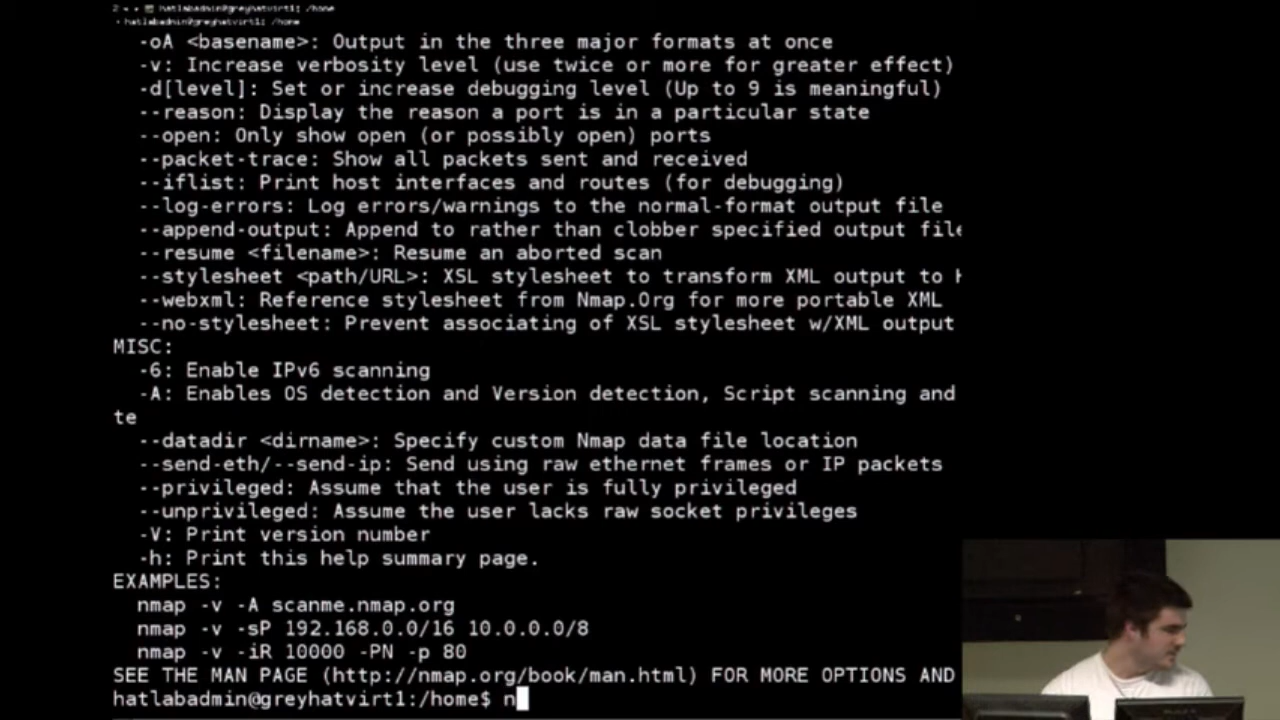 hatlabadmin@greyhatvirt1: /home
hatlabadmin@greyhatvirt1: /home
-oA <basename>: Output in the three major formats at once
-v: Increase verbosity level (use twice or more for greater effect)
-d[level]: Set or increase debugging level (Up to 9 is meaningful)
--reason: Display the reason a port is in a particular state
--open: Only show open (or possibly open) ports
--packet-trace: Show all packets sent and received
--iflist: Print host interfaces and routes (for debugging)
--log-errors: Log errors/warnings to the normal-format output file
--append-output: Append to rather than clobber specified output file
--resume <filename>: Resume an aborted scan
--stylesheet <path/URL>: XSL stylesheet to transform XML output to
--webxml: Reference stylesheet from Nmap.Org for more portable XML
--no-stylesheet: Prevent associating of XSL stylesheet w/XML output
MISC:
-6: Enable IPv6 scanning
-A: Enables OS detection and Version detection, Script scanning and
te
--datadir <dirname>: Specify custom Nmap data file location
--send-eth/--send-ip: Send using raw ethernet frames or IP packets
--privileged: Assume that the user is fully privileged
--unprivileged: Assume the user lacks raw socket privileges
-V: Print version number
-h: Print this help summary page.
EXAMPLES:
nmap -v -A scanme.nmap.org
nmap -v -sP 192.168.0.0/16 10.0.0.0/8
nmap -v -iR 10000 -PN -p 80
SEE THE MAN PAGE (http://nmap.org/book/man.html) FOR MORE OPTIONS AND
hatlabadmin@greyhatvirt1:/home$ n